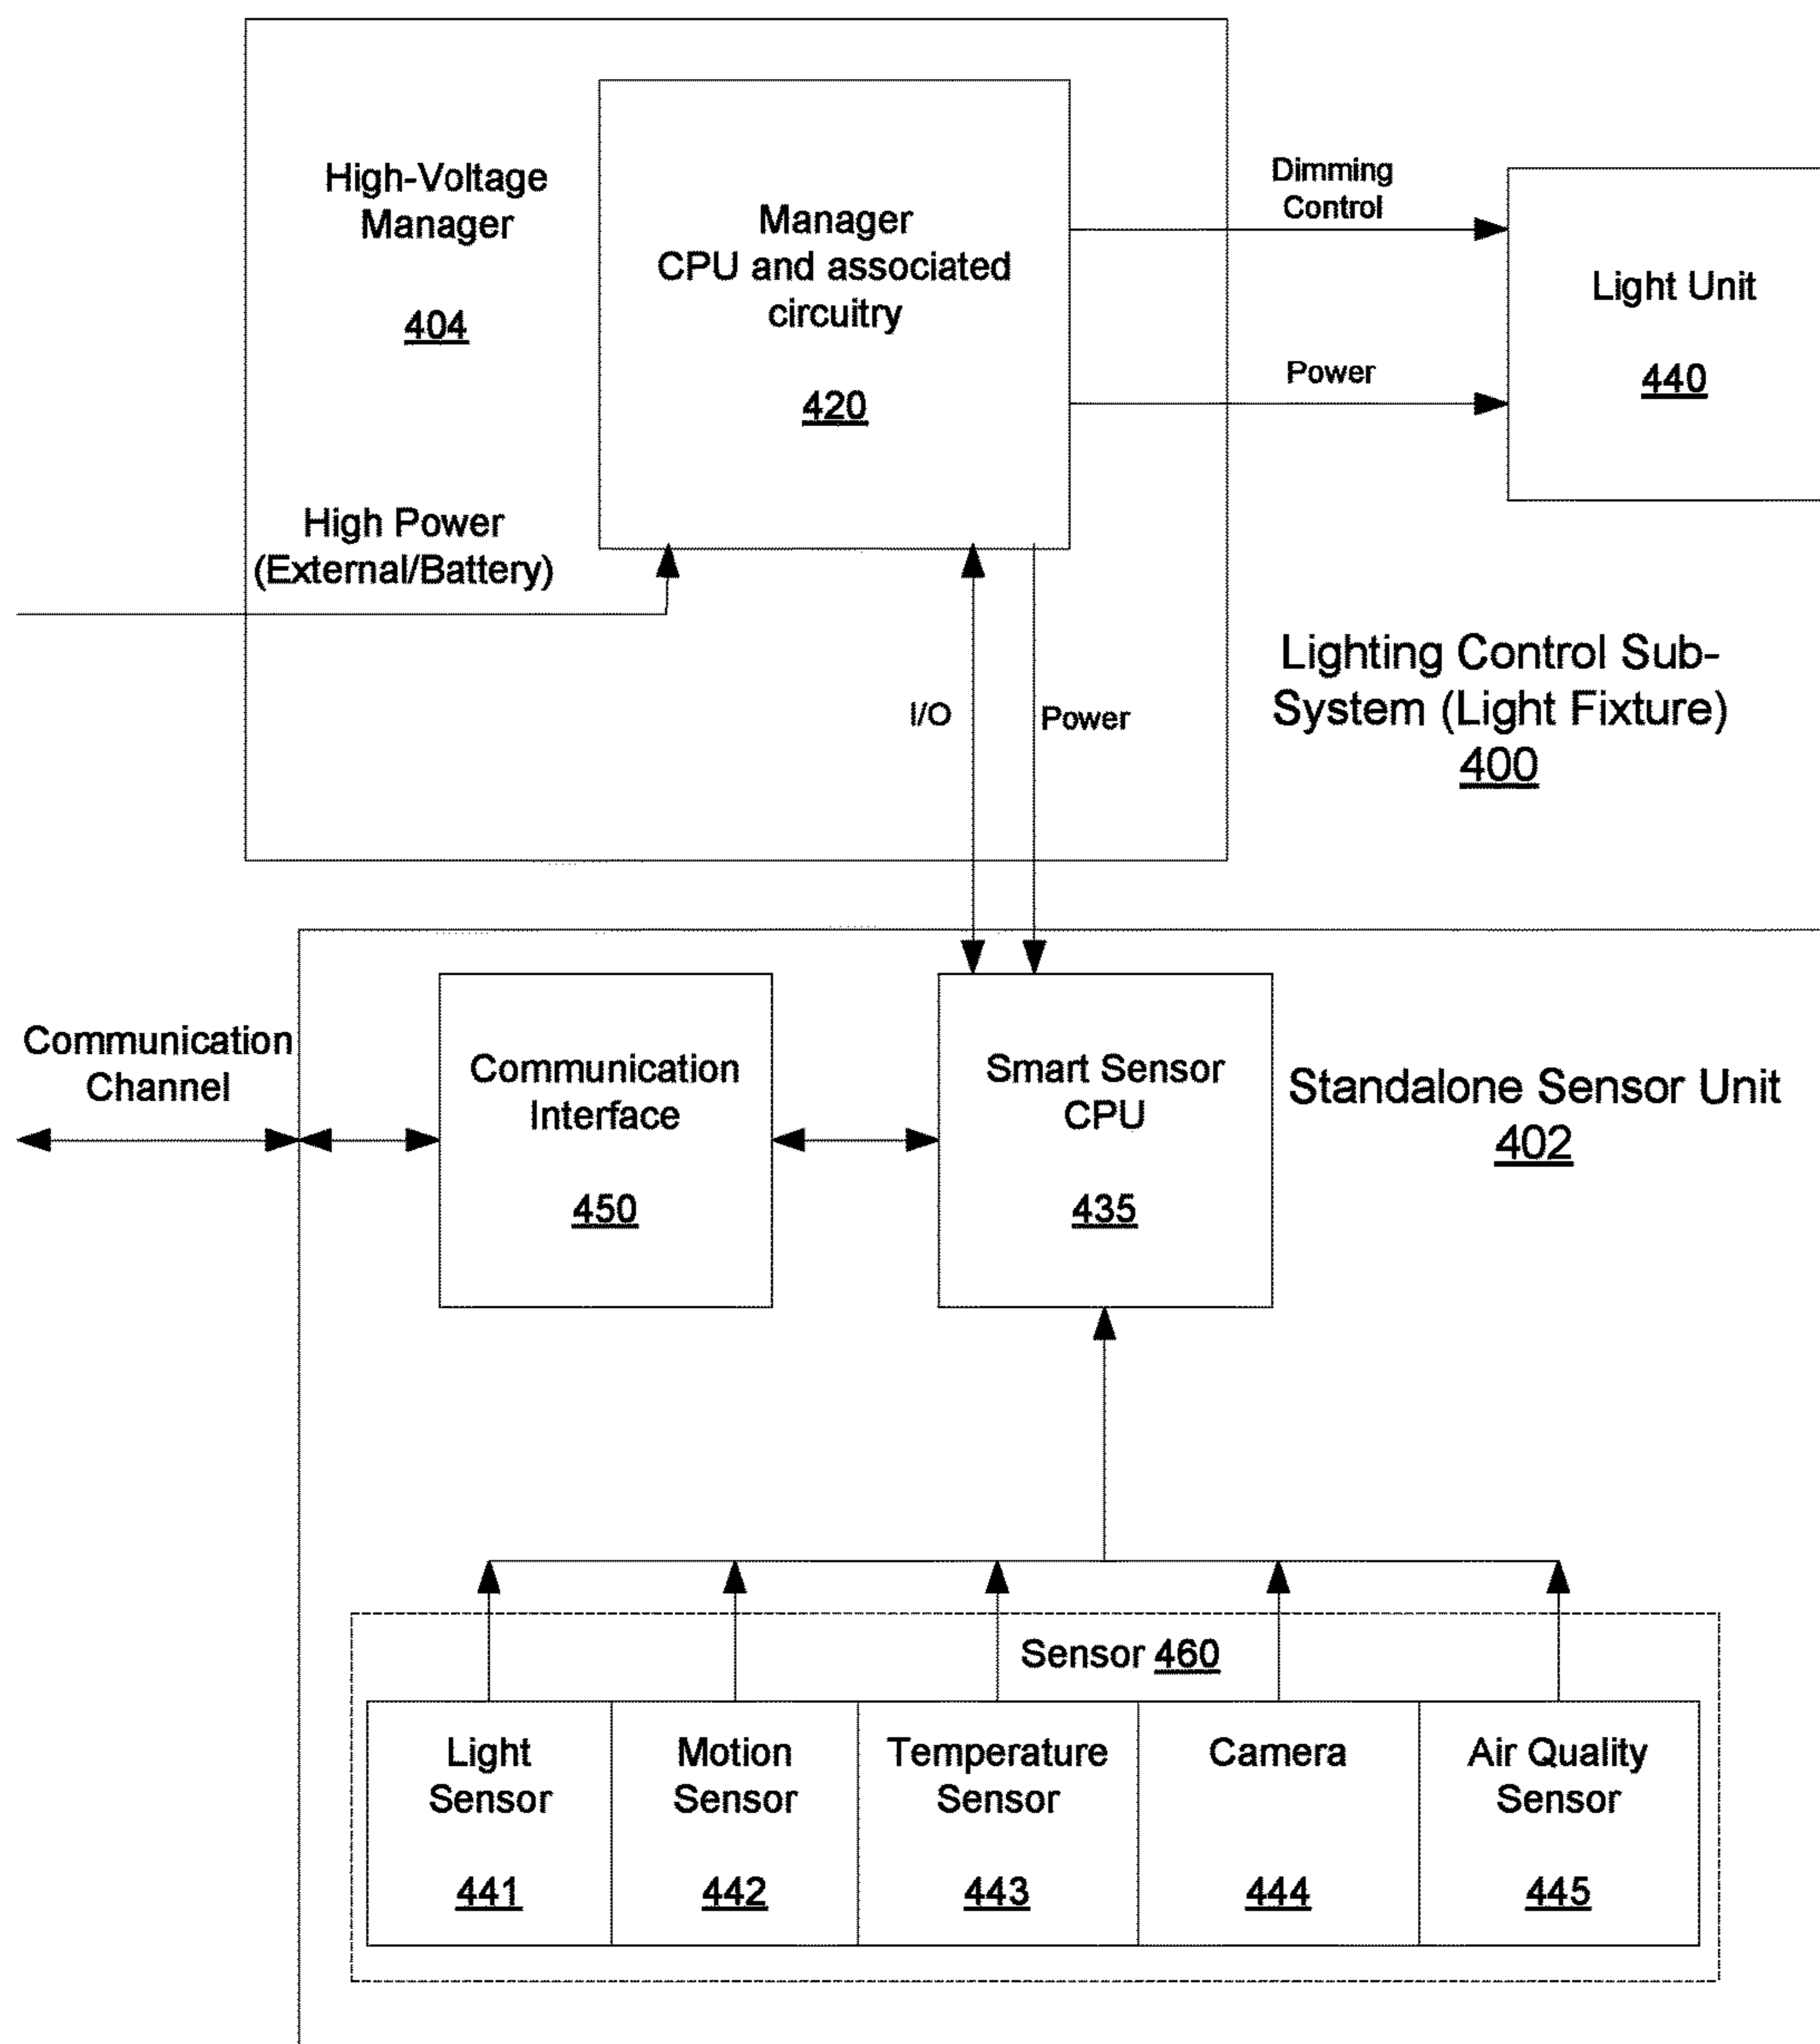 High-Voltage
Manager
404
Manager
CPU and associated
circuitry
420
Dimming
Control
Power
Light Unit
440
High Power
(External/Battery)
I/O
Power
Lighting Control Sub-
System (Light Fixture)
400
Communication
Channel
Communication
Interface
450
Smart Sensor
CPU
435
Standalone Sensor Unit
402
Sensor 460
Light
Sensor
441
Motion
Sensor
442
Temperature
Sensor
443
Camera
444
Air Quality
Sensor
445